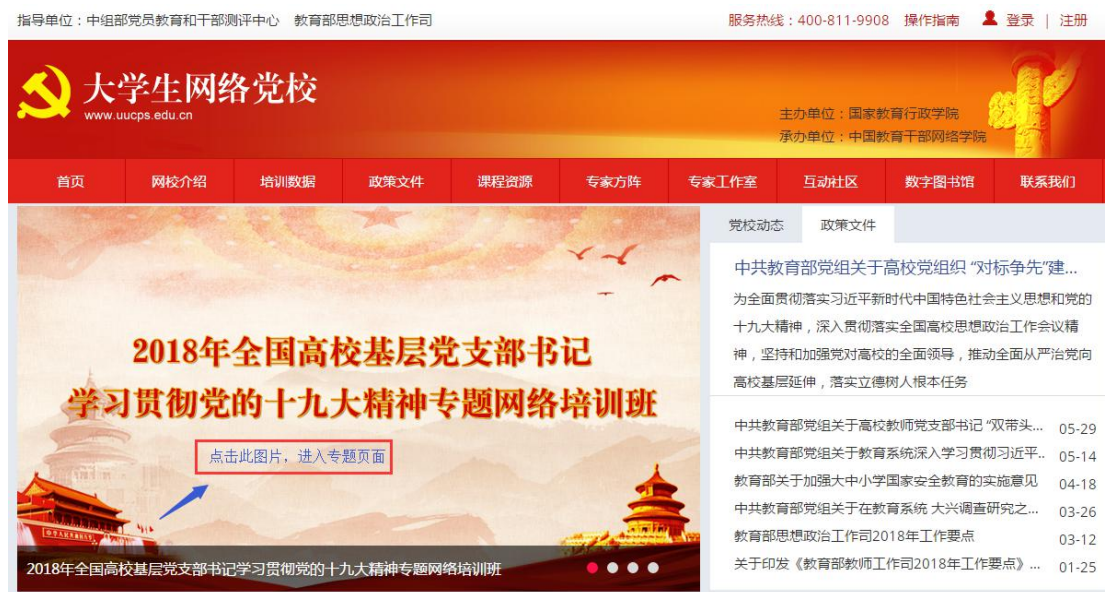 指导单位：中组部党员教育和干部测评中心 教育部思想政治工作司
服务热线：400-811-9908 操作指南 登录 | 注册
大学生网络党校
www.uucps.edu.cn
主办单位：国家教育行政学院
承办单位：中国教育干部网络学院
首页 网校介绍 培训数据 政策文件 课程资源 专家方阵 专家工作室 互动社区 数字图书馆 联系我们
2018年全国高校基层党支部书记
学习贯彻党的十九大精神专题网络培训班
点击此图片，进入专题页面
2018年全国高校基层党支部书记学习贯彻党的十九大精神专题网络培训班
党校动态 政策文件
中共教育部党组关于高校党组织 “对标争先”建...
为全面贯彻落实习近平新时代中国特色社会主义思想和党的
十九大精神，深入贯彻落实全国高校思想政治工作会议精
神，坚持和加强党对高校的全面领导，推动全面从严治党向
高校基层延伸，落实立德树人根本任务
中共教育部党组关于高校教师党支部书记 “双带头... 05-29
中共教育部党组关于教育系统深入学习贯彻习近平.. 05-14
教育部关于加强大中小学国家安全教育的实施意见 04-18
中共教育部党组关于在教育系统 大兴调查研究之... 03-26
教育部思想政治工作司2018年工作要点 03-12
关于印发《教育部教师工作司2018年工作要点》... 01-25